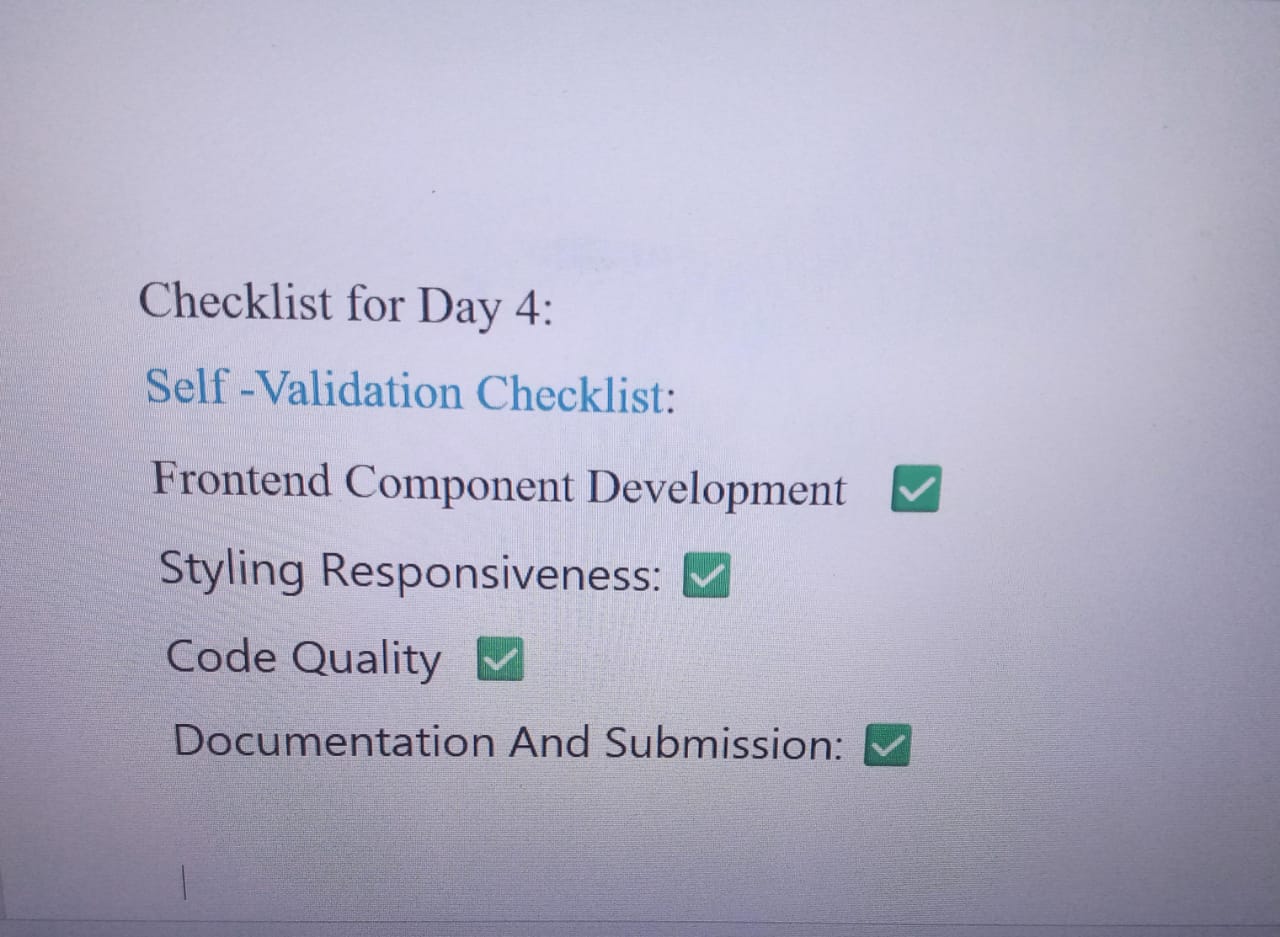 Checklist for Day 4:
Self -Validation Checklist:
Frontend Component Development ✅
Styling Responsiveness: ✅
Code Quality ✅
Documentation And Submission: ✅